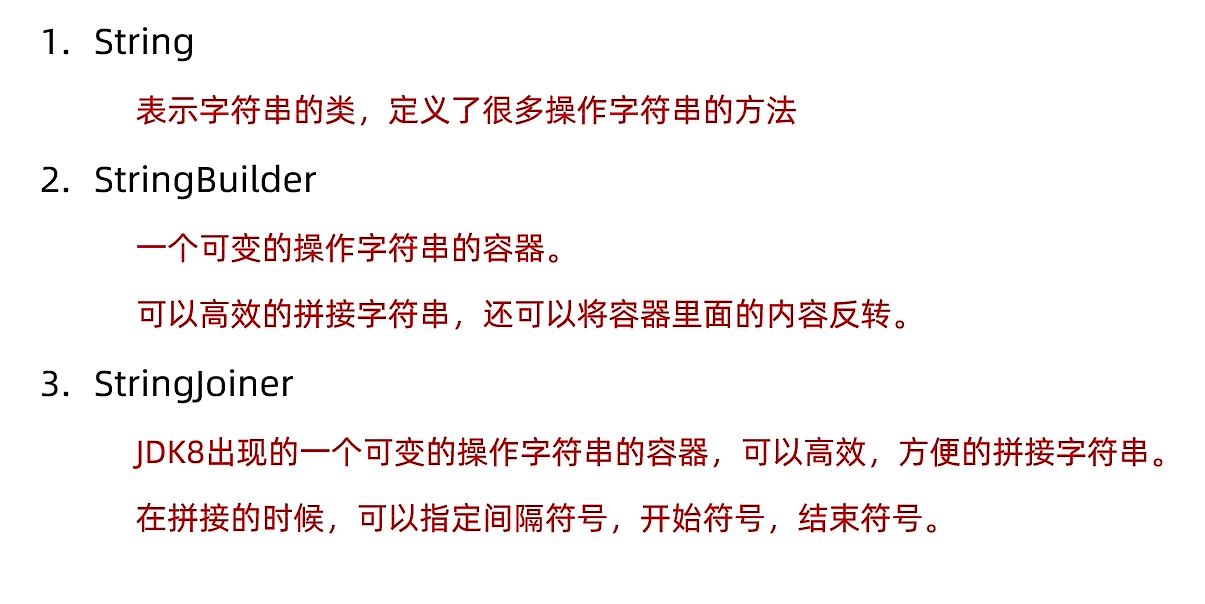 1. String
表示字符串的类，定义了很多操作字符串的方法
2. StringBuilder
一个可变的操作字符串的容器。
可以高效的拼接字符串，还可以将容器里面的内容反转。
3. StringJoiner
JDK8出现的一个可变的操作字符串的容器，可以高效，方便的拼接字符串。
在拼接的时候，可以指定间隔符号，开始符号，结束符号。